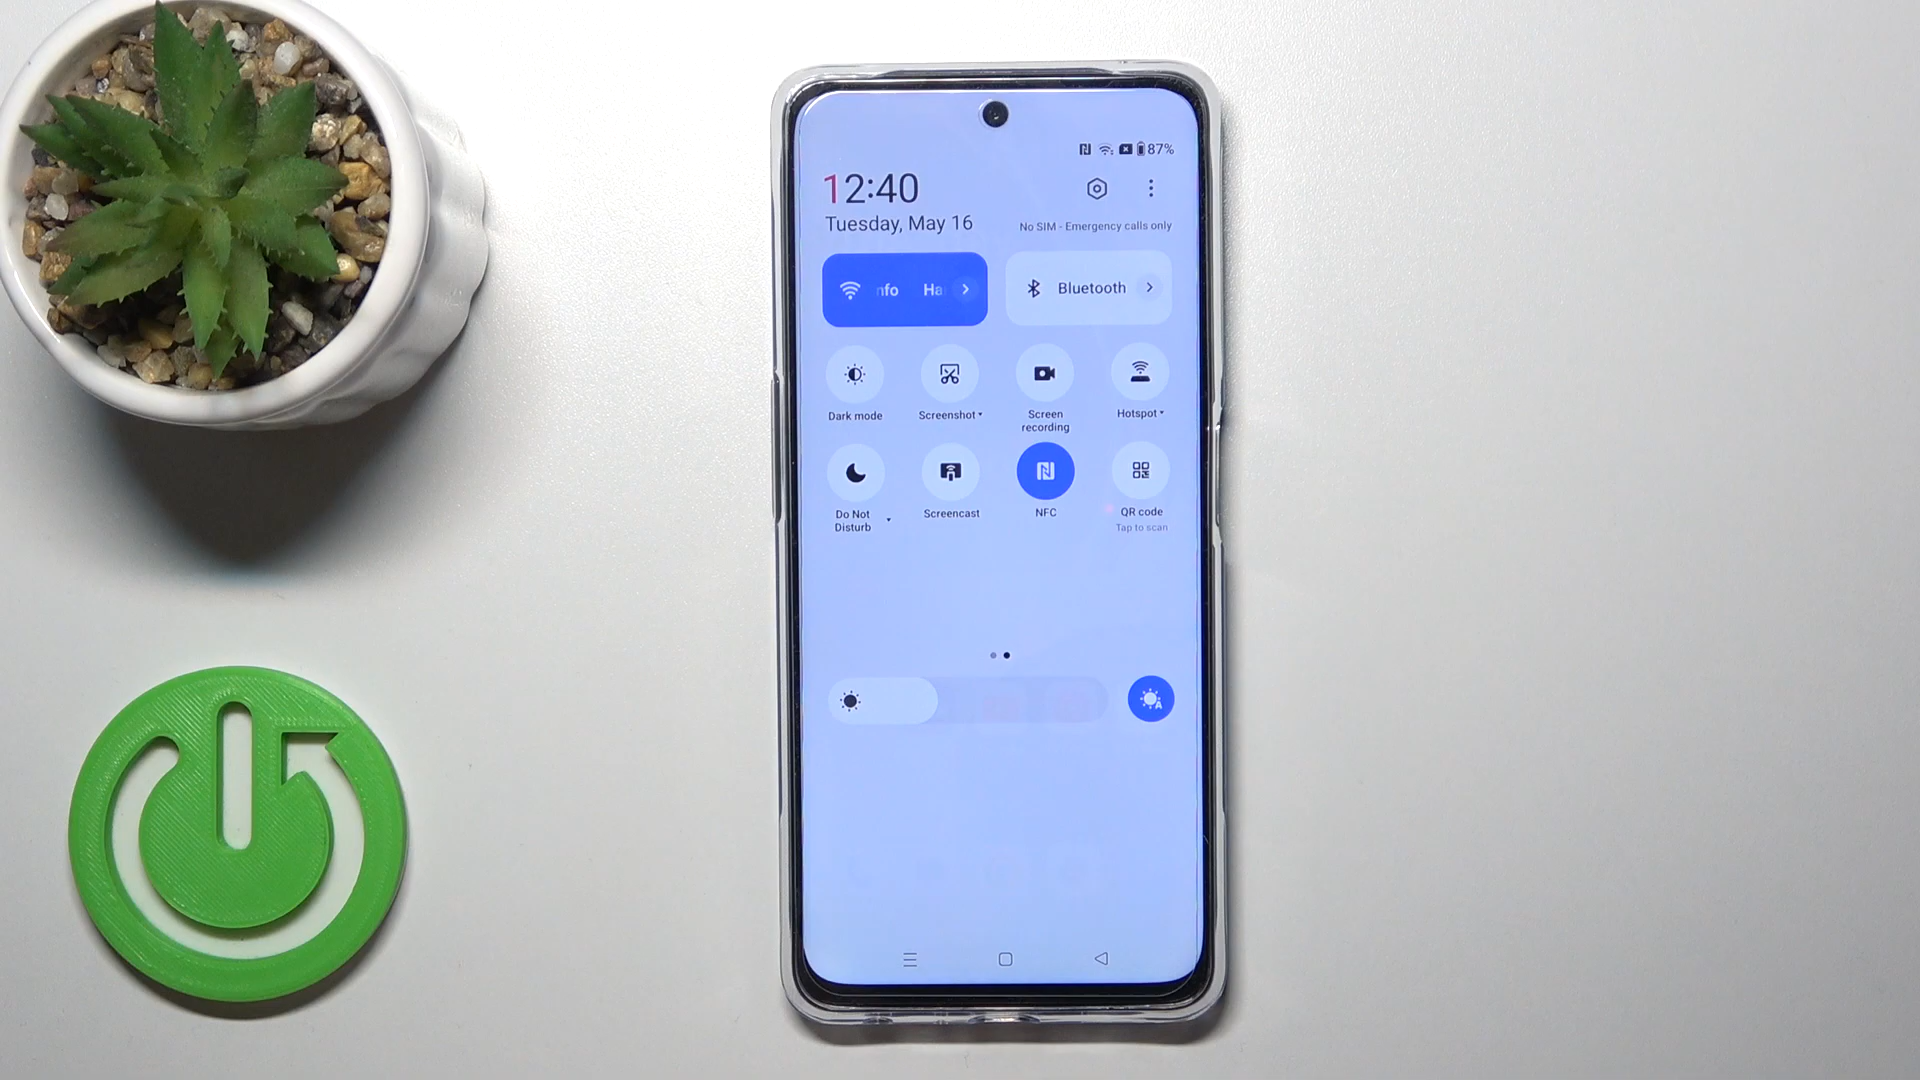 87%
12:40
Tuesday, May 16
No SIM - Emergency calls only
nfo Ha
Bluetooth
Dark mode
Screenshot
Screen
recording
Hotspot
Do Not
Disturb
Screencast
NFC
QR code
Tap to scan